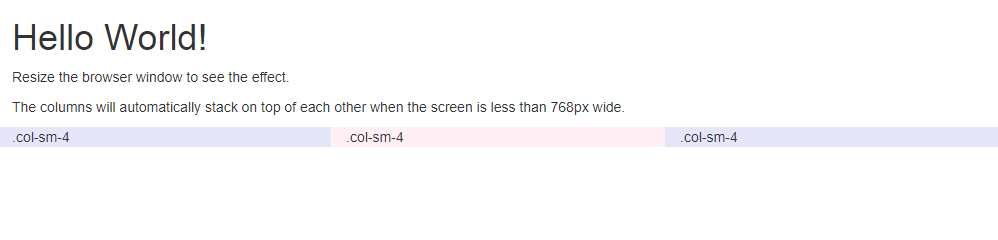 Hello World!
Resize the browser window to see the effect.
The columns will automatically stack on top of each other when the screen is less than 768px wide.
.col-sm-4 .col-sm-4 .col-sm-4